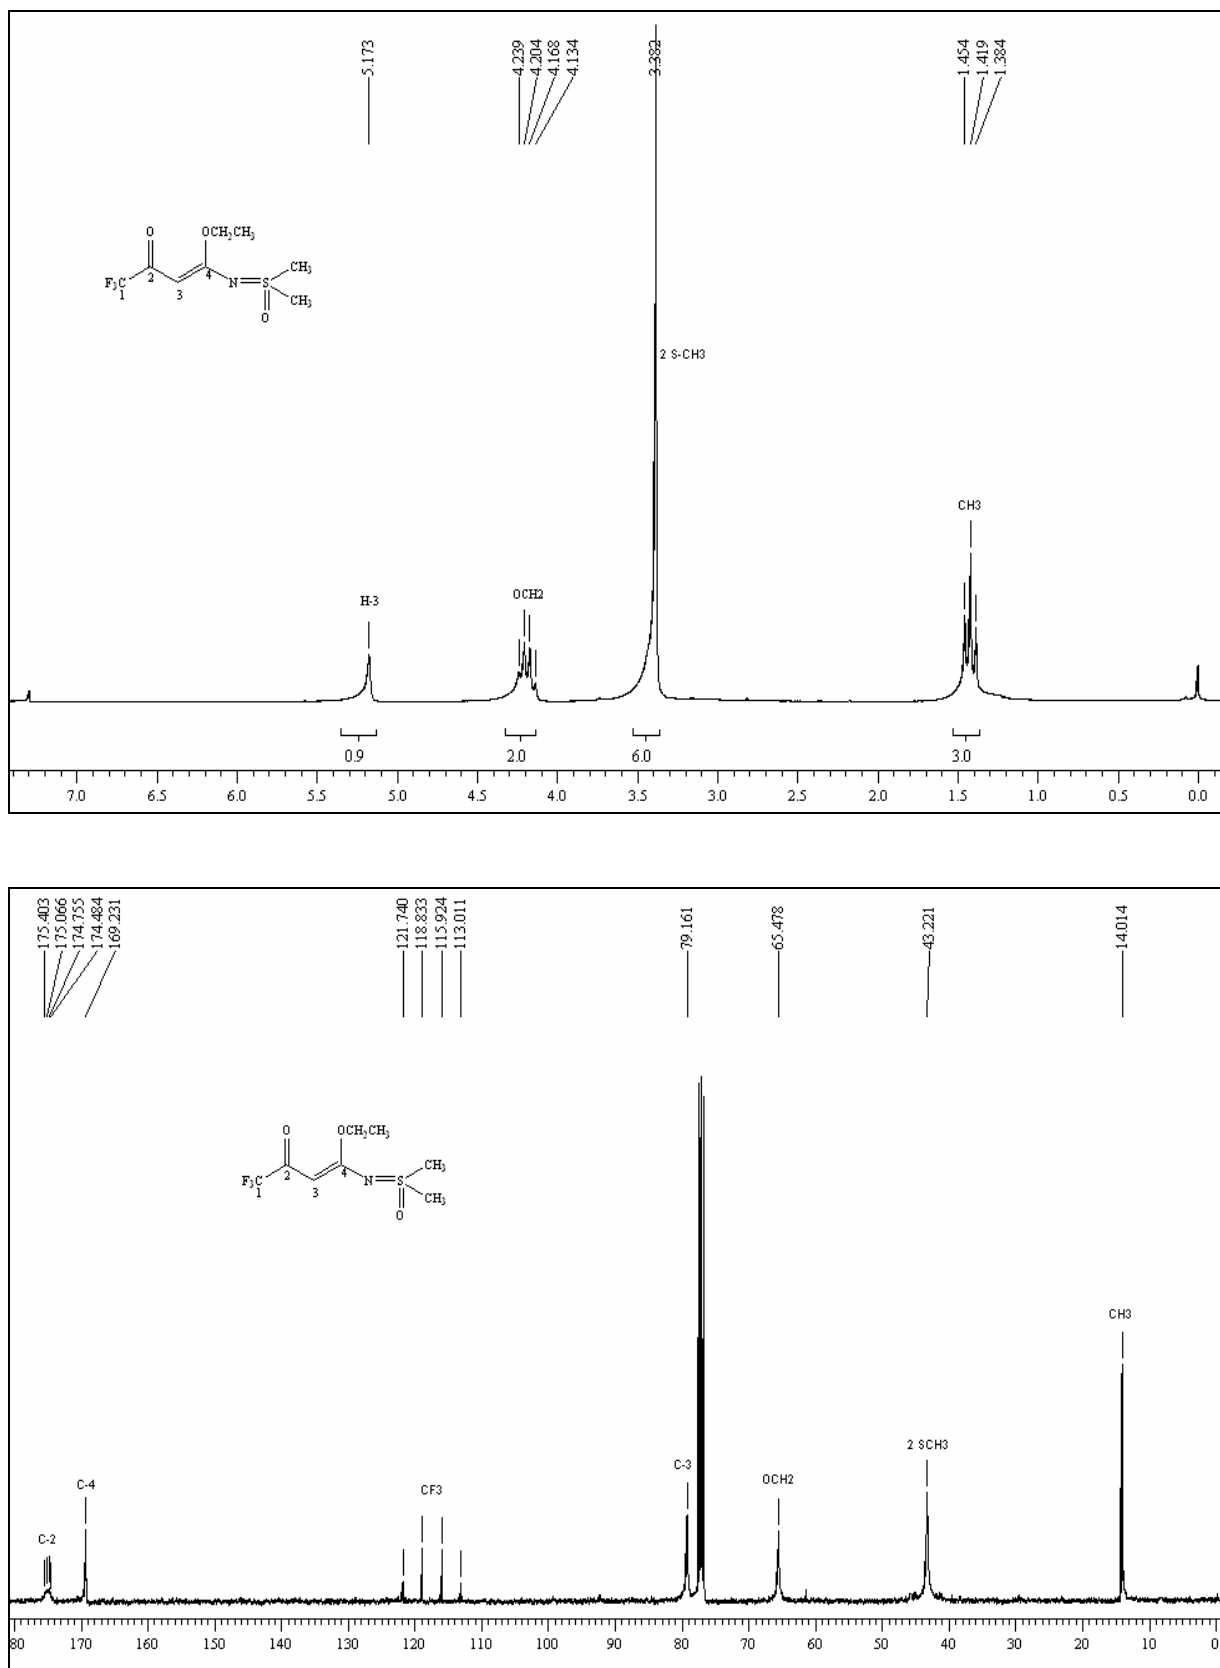 5.173
4.239
4.204
4.168
4.134
3.382
1.454
1.419
1.384
O
OCH2CH3
F3C
1
2
3
4
N
S
CH3
CH3
O
2 S-CH3
CH3
H-3
OCH2
0.9
2.0
6.0
3.0
7.0 6.5 6.0 5.5 5.0 4.5 4.0 3.5 3.0 2.5 2.0 1.5 1.0 0.5 0.0
175.403
175.066
174.755
174.484
169.231
121.740
118.833
115.924
113.011
79.161
65.478
43.221
14.014
O
OCH2CH3
F3C
1
2
3
4
N
S
CH3
CH3
O
CH3
2 SCH3
C-3
OCH2
C-4
CF3
C-2
80 170 160 150 140 130 120 110 100 90 80 70 60 50 40 30 20 10 0